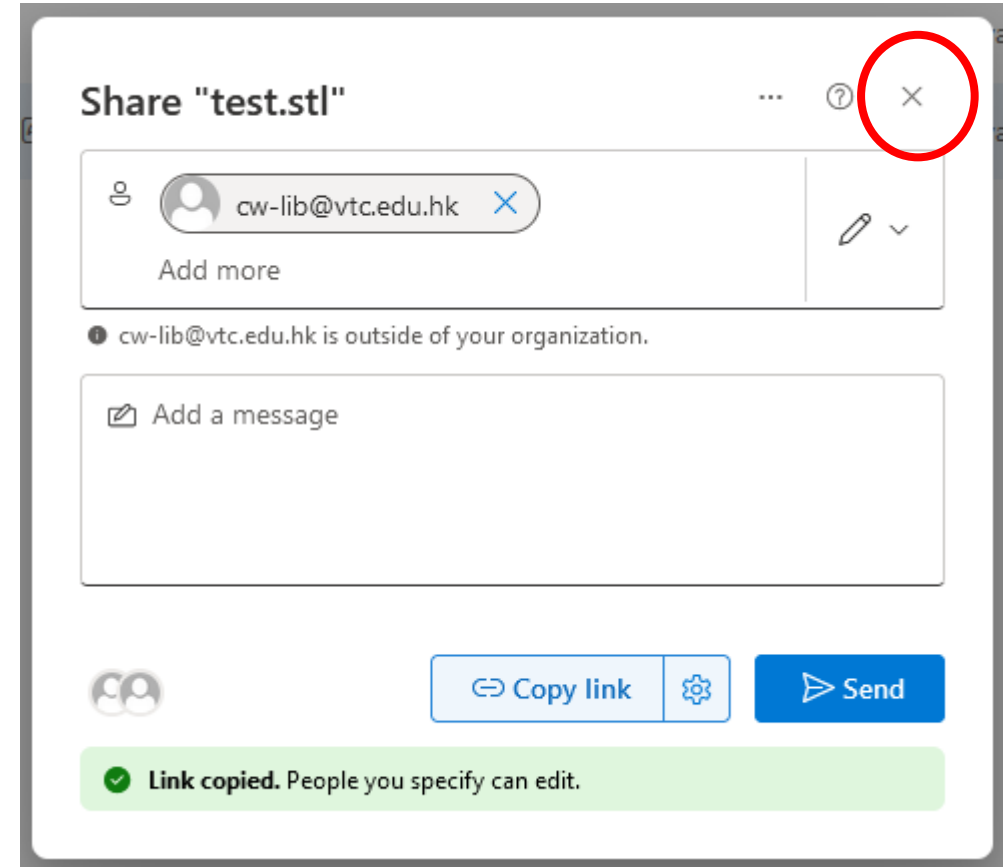 Share "test.stl"
cw-lib@vtc.edu.hk
Add more
cw-lib@vtc.edu.hk is outside of your organization.
Add a message
Copy link
Send
Link copied. People you specify can edit.